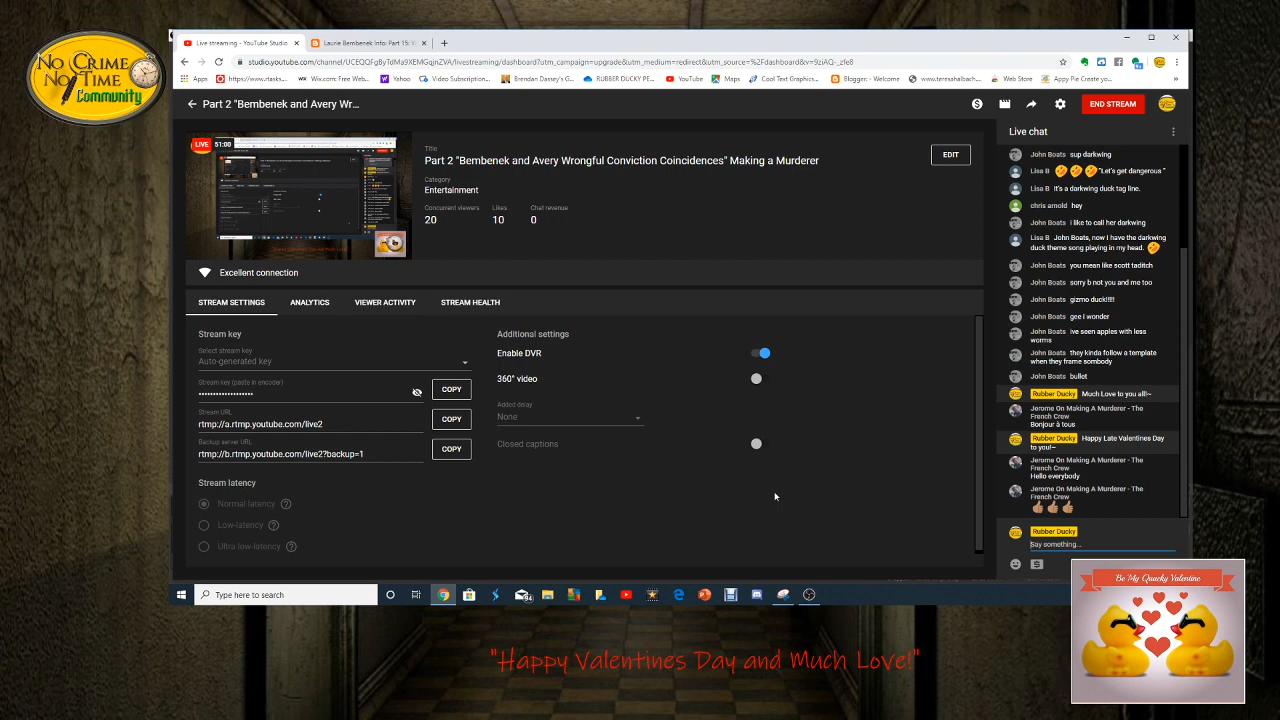 NO CRIME
NO TIME
Community
Live streaming - YouTube Studio
Laurie Bembenek Info: Part 15:
studio.youtube.com/channel/UCEQQFgByTdMa9XEMGqjnZVA/livestreaming/dashboard?utm_campaign=upgrade&utm_medium=redirect&utm_source=%2Fdashboard&v=9ziAQ-_zfe8
Apps
https://www.rtasks...
Wix.com: Free Web...
Yahoo
Video Subscription...
Brendan Dassey's G...
RUBBER DUCKY PE...
YouTube
Maps
Cool Text Graphics...
Blogger: - Welcome
www.teresahalbach...
Web Store
Appy Pie Create yo...
Part 2 "Bembenek and Avery Wr...
END STREAM
LIVE 51:00
Title
Part 2 "Bembenek and Avery Wrongful Conviction Coincidences" Making a Murderer
EDIT
Category
Entertainment
Concurrent viewers
20
Likes
10
Chat revenue
0
Excellent connection
STREAM SETTINGS
ANALYTICS
VIEWER ACTIVITY
STREAM HEALTH
Stream key
Select stream key
Auto-generated key
Stream key (paste in encoder)
••••••••••••••••••
COPY
Stream URL
rtmp://a.rtmp.youtube.com/live2
COPY
Backup server URL
rtmp://b.rtmp.youtube.com/live2?backup=1
COPY
Stream latency
Normal latency
Low-latency
Ultra low-latency
Additional settings
Enable DVR
360° video
Added delay
None
Closed captions
Live chat
John Boats sup darkwing
Lisa B "Let's get dangerous "
Lisa B It's a darkwing duck tag line.
chris arnold hey
John Boats i like to call her darkwing
Lisa B John Boats, now I have the darkwing
duck theme song playing in my head.
John Boats you mean like scott taditch
John Boats sorry b not you and me too
John Boats gizmo duck!!!!!
John Boats gee i wonder
John Boats ive seen apples with less
worms
John Boats they kinda follow a template
when they frame sombody
John Boats bullet
Rubber Ducky Much Love to you all!~
Jerome On Making A Murderer - The
French Crew
Bonjour à tous
Rubber Ducky Happy Late Valentines Day
to you!~
Jerome On Making A Murderer - The
French Crew
Hello everybody
Jerome On Making A Murderer - The
French Crew
Rubber Ducky
Say something...
Type here to search
Be My Quacky Valentine
"Happy Valentines Day and Much Love!"